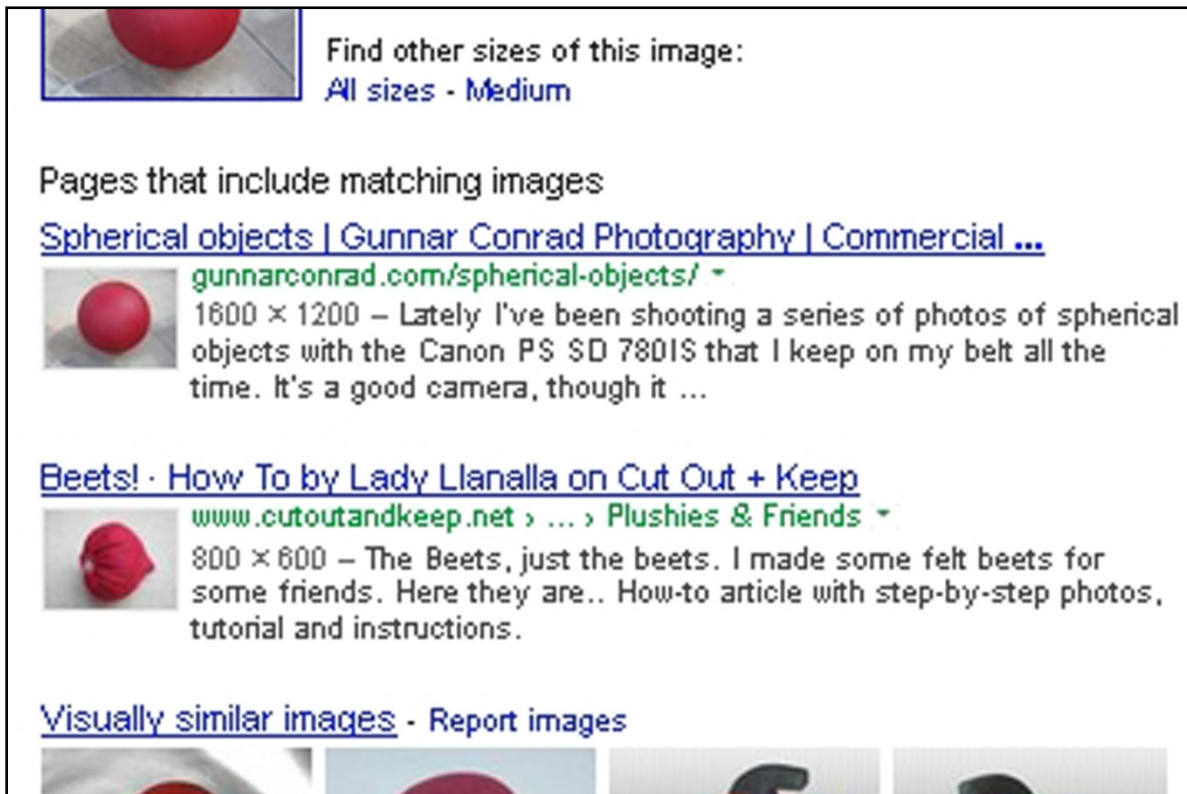 Find other sizes of this image:
All sizes - Medium
Pages that include matching images
Spherical objects | Gunnar Conrad Photography | Commercial ...
gunnarconrad.com/spherical-objects/
1600 × 1200 – Lately I've been shooting a series of photos of spherical
objects with the Canon PS SD 780IS that I keep on my belt all the
time. It's a good camera, though it ...
Beets! · How To by Lady Llanalla on Cut Out + Keep
www.cutoutandkeep.net › ... › Plushies & Friends
800 × 600 – The Beets, just the beets. I made some felt beets for
some friends. Here they are.. How-to article with step-by-step photos,
tutorial and instructions.
Visually similar images - Report images